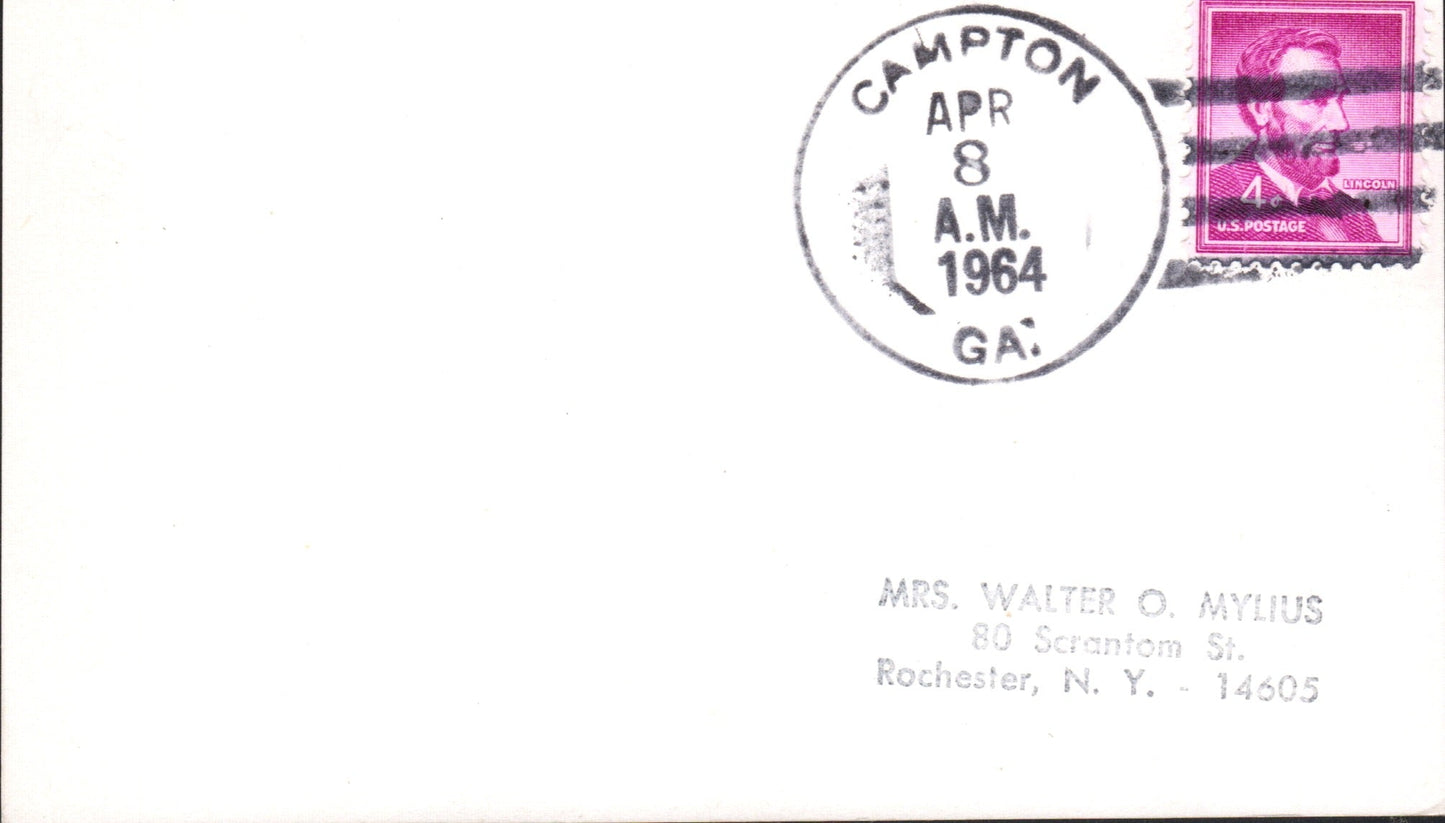 CAMPTON
APR
8
A.M.
1964
GA.
LINCOLN
4¢
U.S. POSTAGE
MRS. WALTER O. MYLIUS
80 Scrantom St.
Rochester, N. Y. - 14605